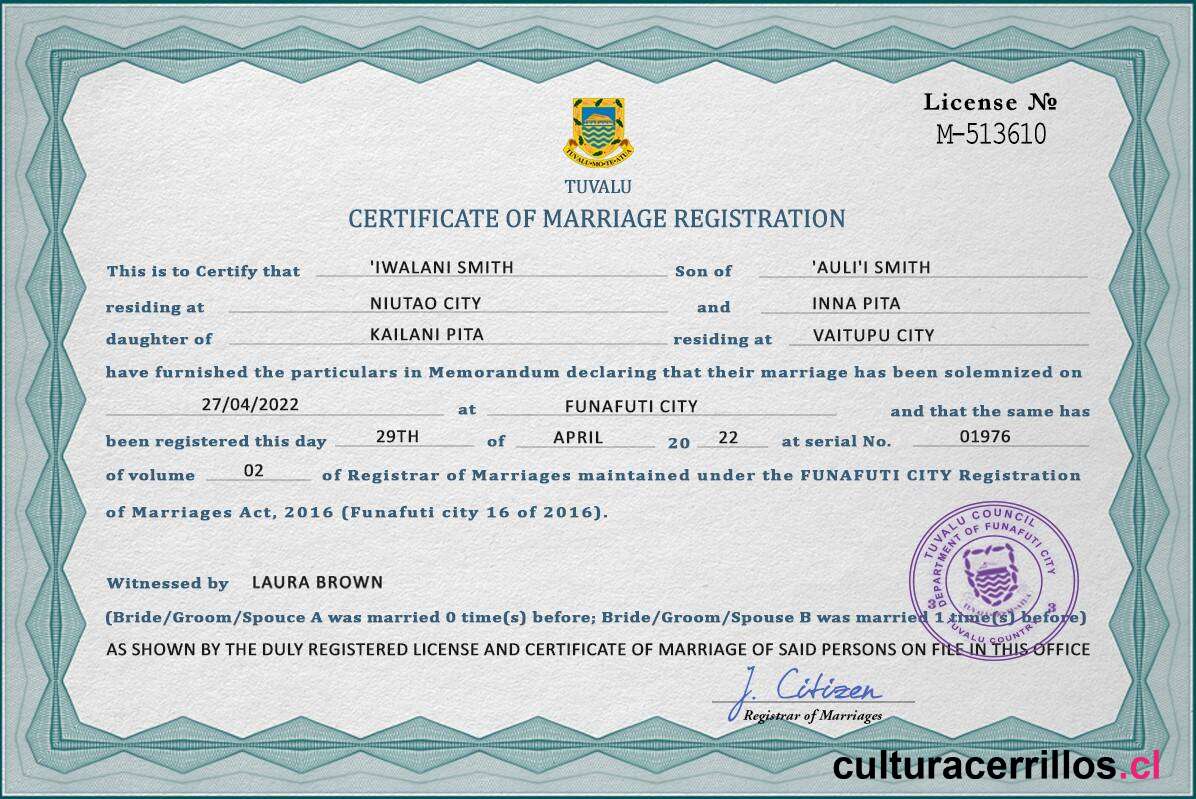 License №
M-513610
TUVALU-MO-TE-ATUA
TUVALU
CERTIFICATE OF MARRIAGE REGISTRATION
This is to Certify that 'IWALANI SMITH Son of 'AULI'I SMITH
residing at NIUTAO CITY and INNA PITA
daughter of KAILANI PITA residing at VAITUPU CITY
have furnished the particulars in Memorandum declaring that their marriage has been solemnized on
27/04/2022 at FUNAFUTI CITY and that the same has
been registered this day 29TH of APRIL 20 22 at serial No. 01976
of volume 02 of Registrar of Marriages maintained under the FUNAFUTI CITY Registration
of Marriages Act, 2016 (Funafuti city 16 of 2016).
TUVALU COUNCIL
DEPARTMENT OF FUNAFUTI CITY
3 3
TUVALU COUNTRY
Witnessed by LAURA BROWN
(Bride/Groom/Spouce A was married 0 time(s) before; Bride/Groom/Spouse B was married 1 time(s) before)
AS SHOWN BY THE DULY REGISTERED LICENSE AND CERTIFICATE OF MARRIAGE OF SAID PERSONS ON FILE IN THIS OFFICE
J. Citizen
Registrar of Marriages
culturacerrillos.cl